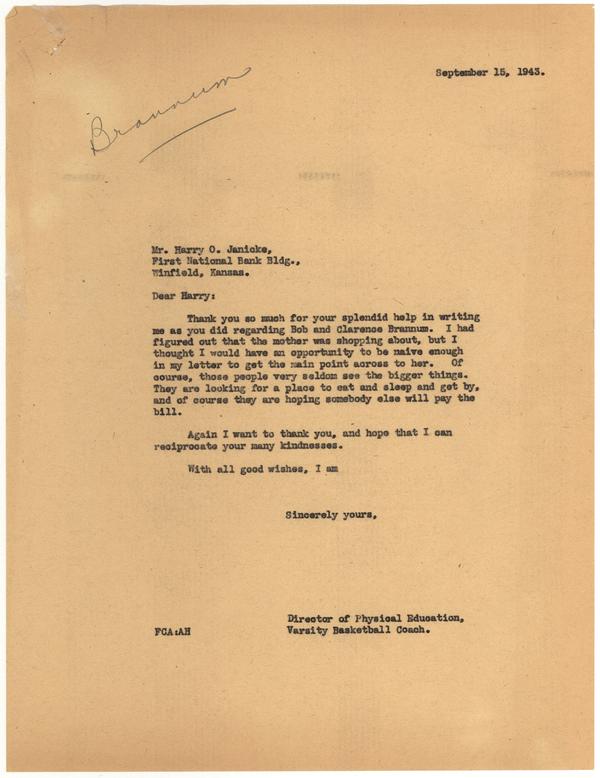 September 15, 1943.
Brannum
Mr. Harry O. Janicke,
First National Bank Bldg.,
Winfield, Kansas.
Dear Harry:
Thank you so much for your splendid help in writing
me as you did regarding Bob and Clarence Brannum. I had
figured out that the mother was shopping about, but I
thought I would have an opportunity to be naive enough
in my letter to get the main point across to her. Of
course, those people very seldom see the bigger things.
They are looking for a place to eat and sleep and get by,
and of course they are hoping somebody else will pay the
bill.
Again I want to thank you, and hope that I can
reciprocate your many kindnesses.
With all good wishes, I am
Sincerely yours,
Director of Physical Education,
FCA:AH Varsity Basketball Coach.